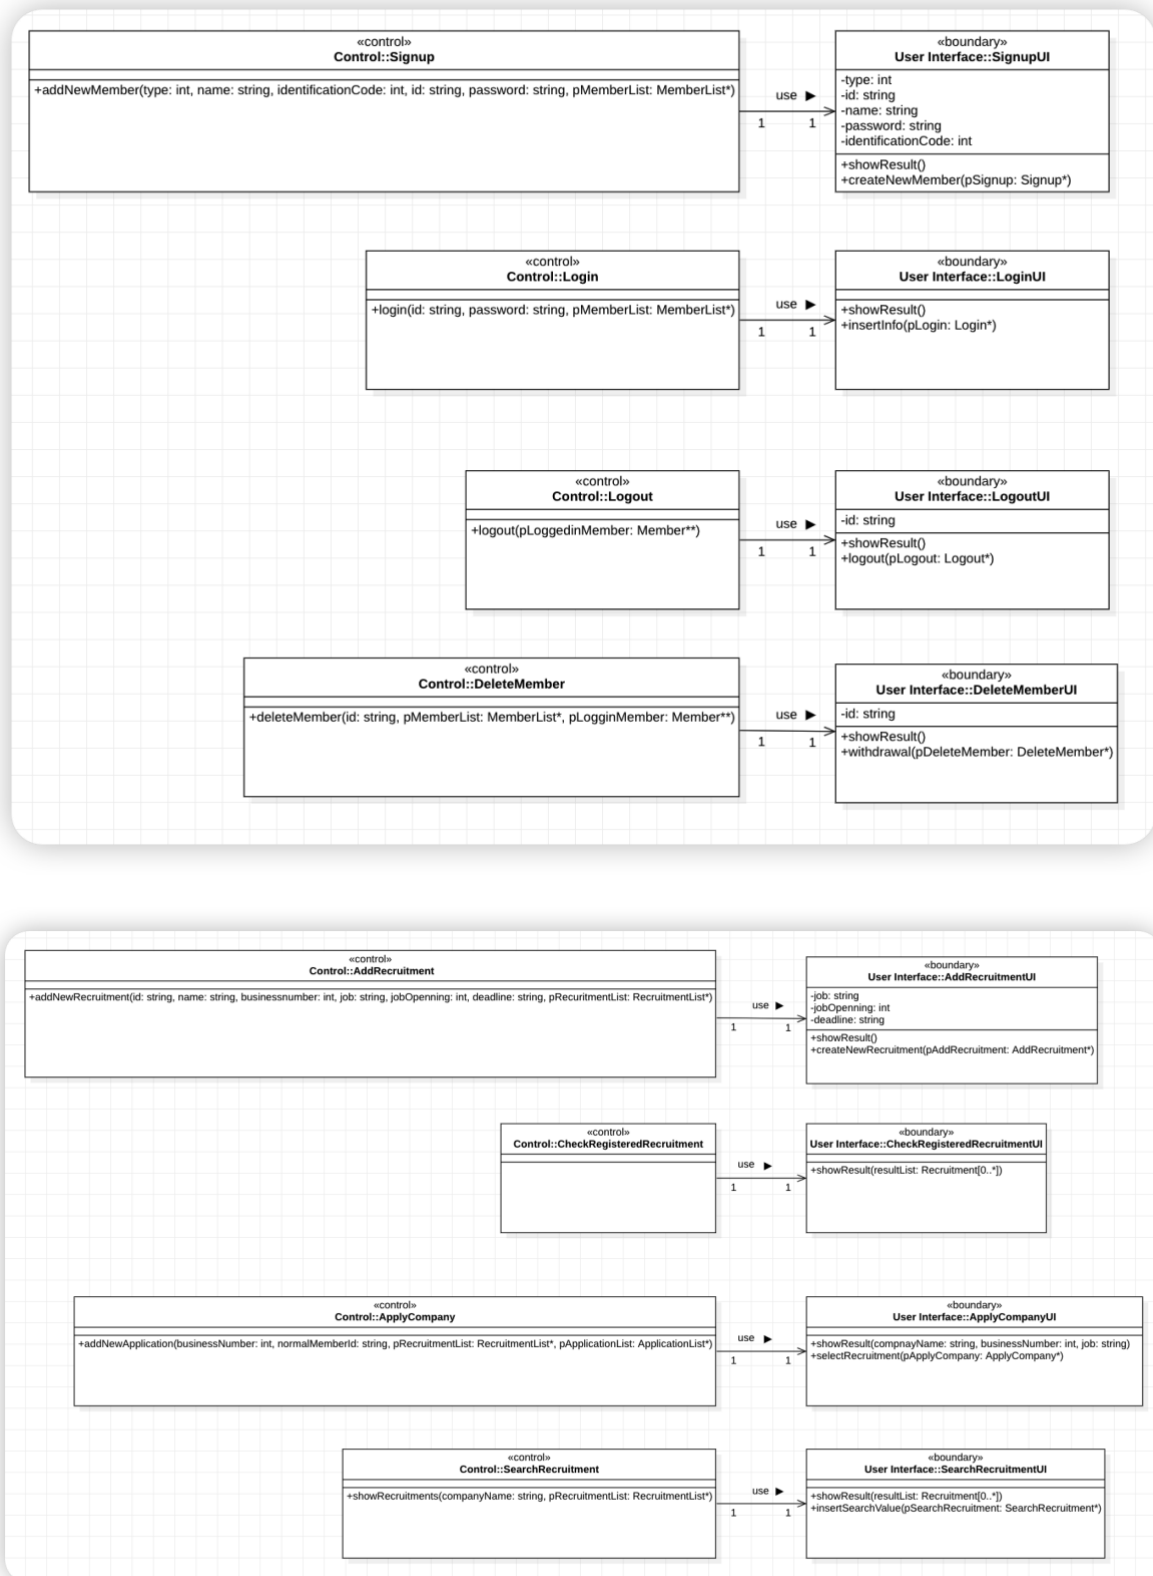 «control»
Control::Signup
+addNewMember(type: int, name: string, identificationCode: int, id: string, password: string, pMemberList: MemberList*)
use ▶
1 1
«boundary»
User Interface::SignupUI
-type: int
-id: string
-name: string
-password: string
-identificationCode: int
+showResult()
+createNewMember(pSignup: Signup*)
«control»
Control::Login
+login(id: string, password: string, pMemberList: MemberList*)
use ▶
1 1
«boundary»
User Interface::LoginUI
+showResult()
+insertInfo(pLogin: Login*)
«control»
Control::Logout
+logout(pLoggedinMember: Member**)
use ▶
1 1
«boundary»
User Interface::LogoutUI
-id: string
+showResult()
+logout(pLogout: Logout*)
«control»
Control::DeleteMember
+deleteMember(id: string, pMemberList: MemberList*, pLogginMember: Member**)
use ▶
1 1
«boundary»
User Interface::DeleteMemberUI
-id: string
+showResult()
+withdrawal(pDeleteMember: DeleteMember*)
«control»
Control::AddRecruitment
+addNewRecruitment(id: string, name: string, businessnumber: int, job: string, jobOpenning: int, deadline: string, pRecuritmentList: RecruitmentList*)
use ▶
1 1
«boundary»
User Interface::AddRecruitmentUI
-job: string
-jobOpenning: int
-deadline: string
+showResult()
+createNewRecruitment(pAddRecruitment: AddRecruitment*)
«control»
Control::CheckRegisteredRecruitment
use ▶
1 1
«boundary»
User Interface::CheckRegisteredRecruitmentUI
+showResult(resultList: Recruitment[0..*])
«control»
Control::ApplyCompany
+addNewApplication(businessNumber: int, normalMemberId: string, pRecruitmentList: RecruitmentList*, pApplicationList: ApplicationList*)
use ▶
1 1
«boundary»
User Interface::ApplyCompanyUI
+showResult(compnayName: string, businessNumber: int, job: string)
+selectRecruitment(pApplyCompany: ApplyCompany*)
«control»
Control::SearchRecruitment
+showRecruitments(companyName: string, pRecruitmentList: RecruitmentList*)
use ▶
1 1
«boundary»
User Interface::SearchRecruitmentUI
+showResult(resultList: Recruitment[0..*])
+insertSearchValue(pSearchRecruitment: SearchRecruitment*)